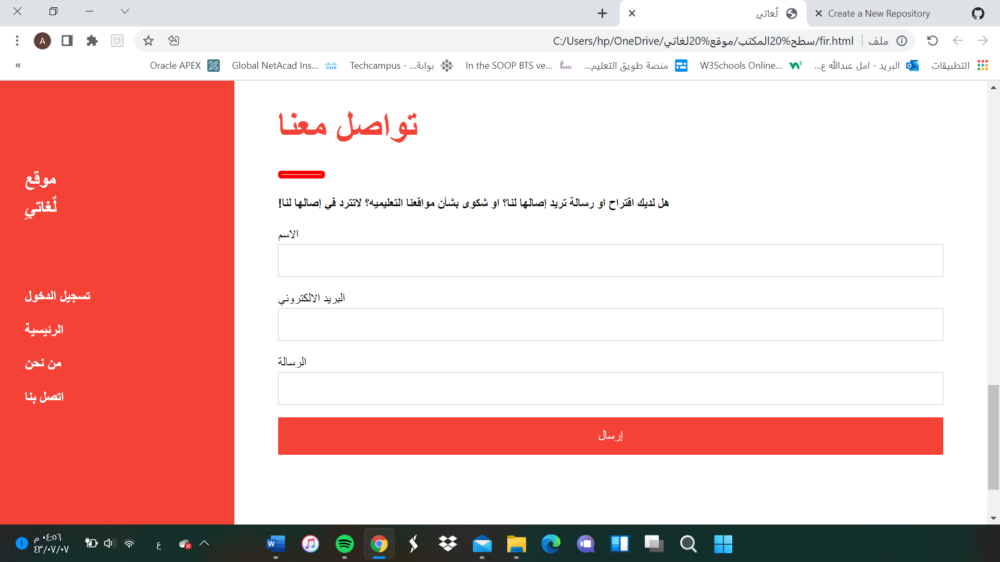 Create a New Repository
لُغاتي
C:/Users/hp/OneDrive/سطح%20المكتب/موقع%20لغاتي/fir.html
ملف
A
التطبيقات
البريد - امل عبدالله ع...
W3Schools Online...
منصة طويق التعليم...
In the SOOP BTS ve...
Techcampus - بوابة...
Global NetAcad Ins...
Oracle APEX
«
تواصل معنا
هل لديك اقتراح او رسالة تريد إصالها لنا؟ او شكوى بشأن مواقعنا التعليميه؟ لاتترد في إصالها لنا!
الاسم
البريد الالكتروني
الرسالة
إرسال
موقع
لُغاتيِ
تسجيل الدخول
الرئيسية
من نحن
اتصل بنا
ع
٠٤:٥٦ م
٤٣/٠٧/٠٧
١